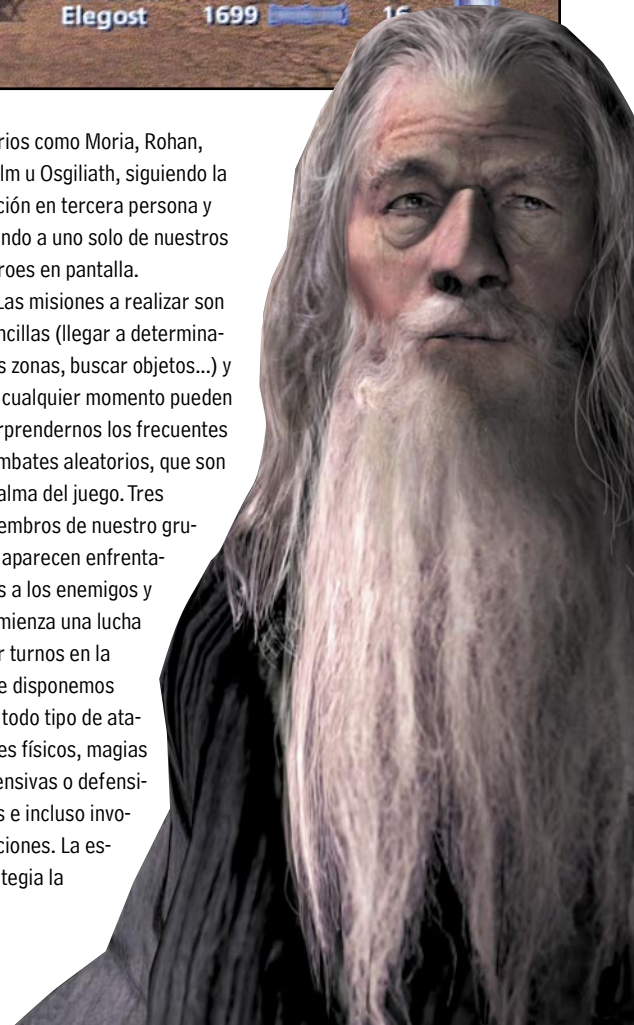 Elegost 1699
rios como Moria, Rohan,
lm u Osgiliath, siguiendo la
ción en tercera persona y
ndo a uno solo de nuestros
roes en pantalla.
Las misiones a realizar son
ncillas (llegar a determina-
s zonas, buscar objetos...) y
cualquier momento pueden
rprendernos los frecuentes
mbates aleatorios, que son
alma del juego. Tres
embros de nuestro gru-
aparecen enfrenta-
s a los enemigos y
mienza una lucha
r turnos en la
e disponemos
todo tipo de ata-
es físicos, magias
ensivas o defensi-
s e incluso invo-
ciones. La es-
tegia la